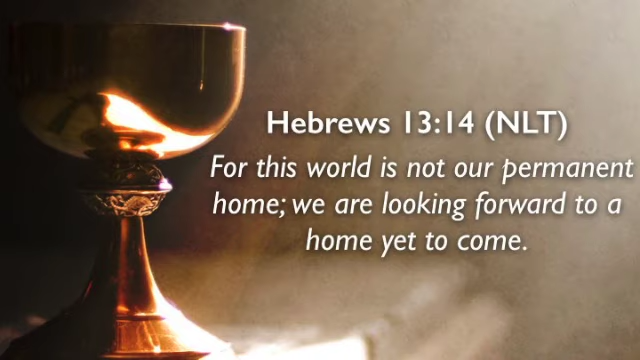 Hebrews 13:14 (NLT)
For this world is not our permanent
home; we are looking forward to a
home yet to come.